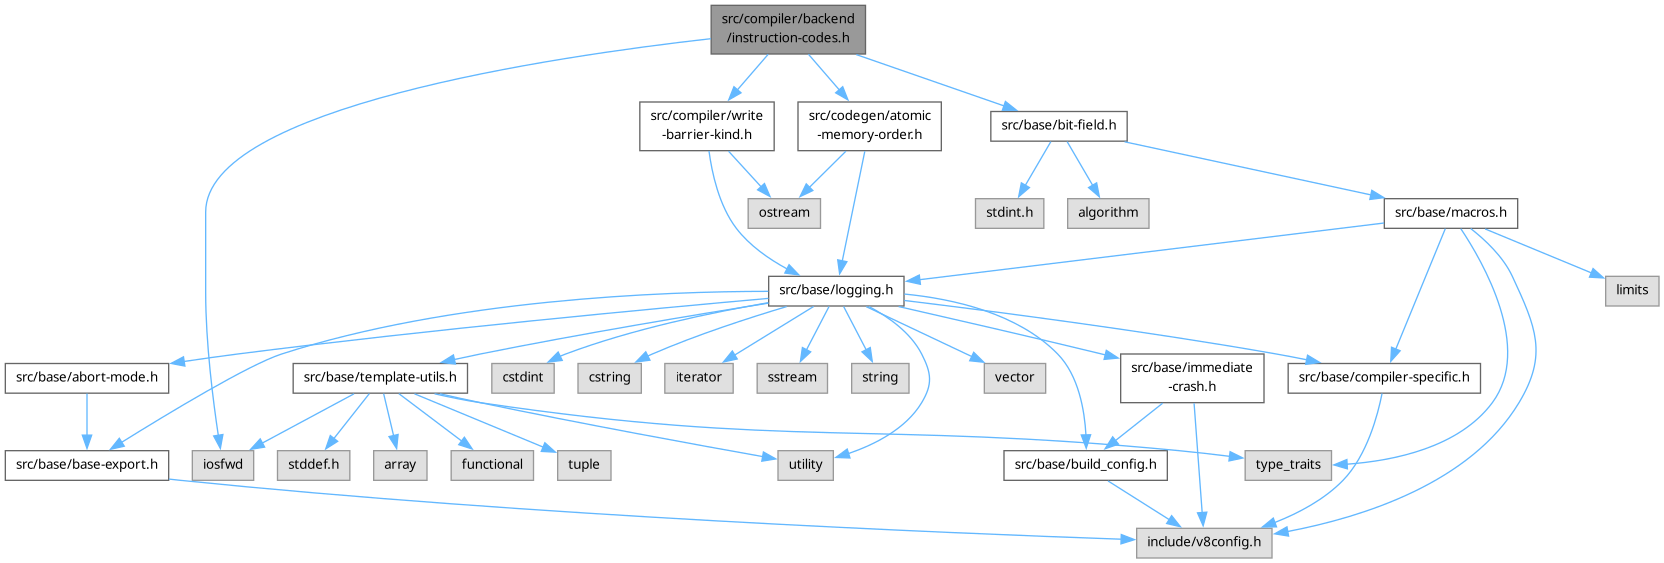 src/compiler/backend
/instruction-codes.h
src/compiler/write
-barrier-kind.h
src/codegen/atomic
-memory-order.h
src/base/bit-field.h
ostream
stdint.h
algorithm
src/base/macros.h
src/base/logging.h
limits
src/base/abort-mode.h
src/base/template-utils.h
cstdint
cstring
iterator
sstream
string
vector
src/base/immediate
-crash.h
src/base/compiler-specific.h
src/base/base-export.h
iosfwd
stddef.h
array
functional
tuple
utility
src/base/build_config.h
type_traits
include/v8config.h